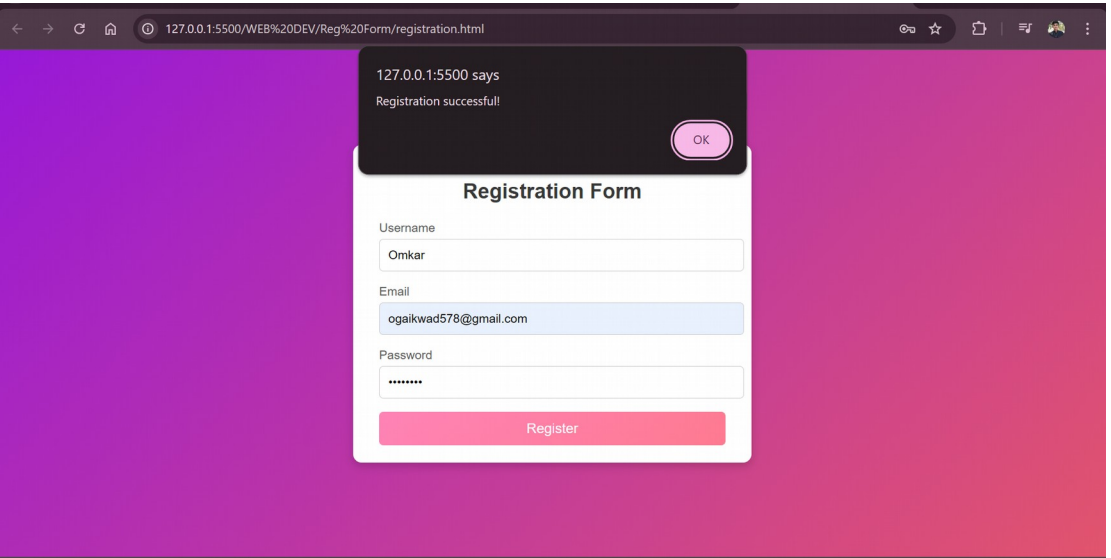 127.0.0.1:5500/WEB%20DEV/Reg%20Form/registration.html
127.0.0.1:5500 says
Registration successful!
OK
Registration Form
Username
Omkar
Email
ogaikwad578@gmail.com
Password
••••••••
Register